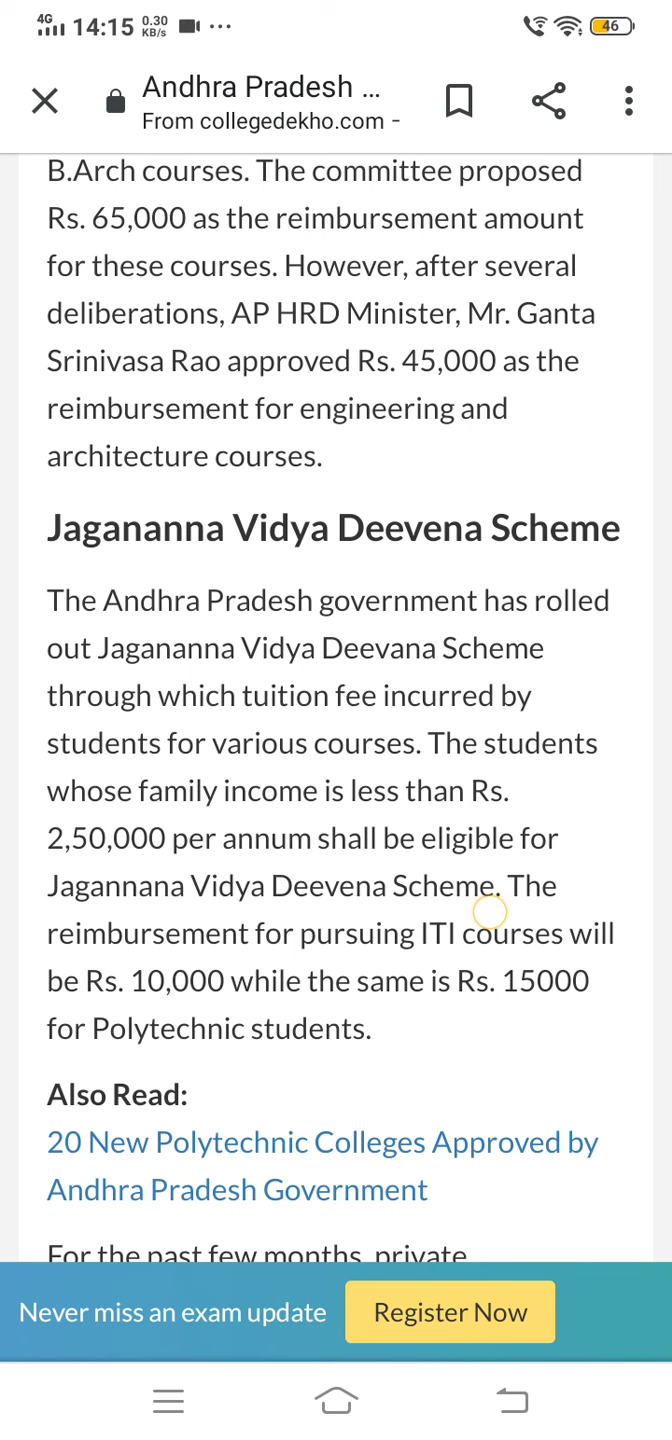 4G 14:15 0.30 KB/s ... 46
Andhra Pradesh ...
From collegedekho.com -
B.Arch courses. The committee proposed
Rs. 65,000 as the reimbursement amount
for these courses. However, after several
deliberations, AP HRD Minister, Mr. Ganta
Srinivasa Rao approved Rs. 45,000 as the
reimbursement for engineering and
architecture courses.
Jagananna Vidya Deevena Scheme
The Andhra Pradesh government has rolled
out Jagananna Vidya Deevana Scheme
through which tuition fee incurred by
students for various courses. The students
whose family income is less than Rs.
2,50,000 per annum shall be eligible for
Jagannana Vidya Deevena Scheme. The
reimbursement for pursuing ITI courses will
be Rs. 10,000 while the same is Rs. 15000
for Polytechnic students.
Also Read:
20 New Polytechnic Colleges Approved by
Andhra Pradesh Government
For the past few months, private
Never miss an exam update Register Now